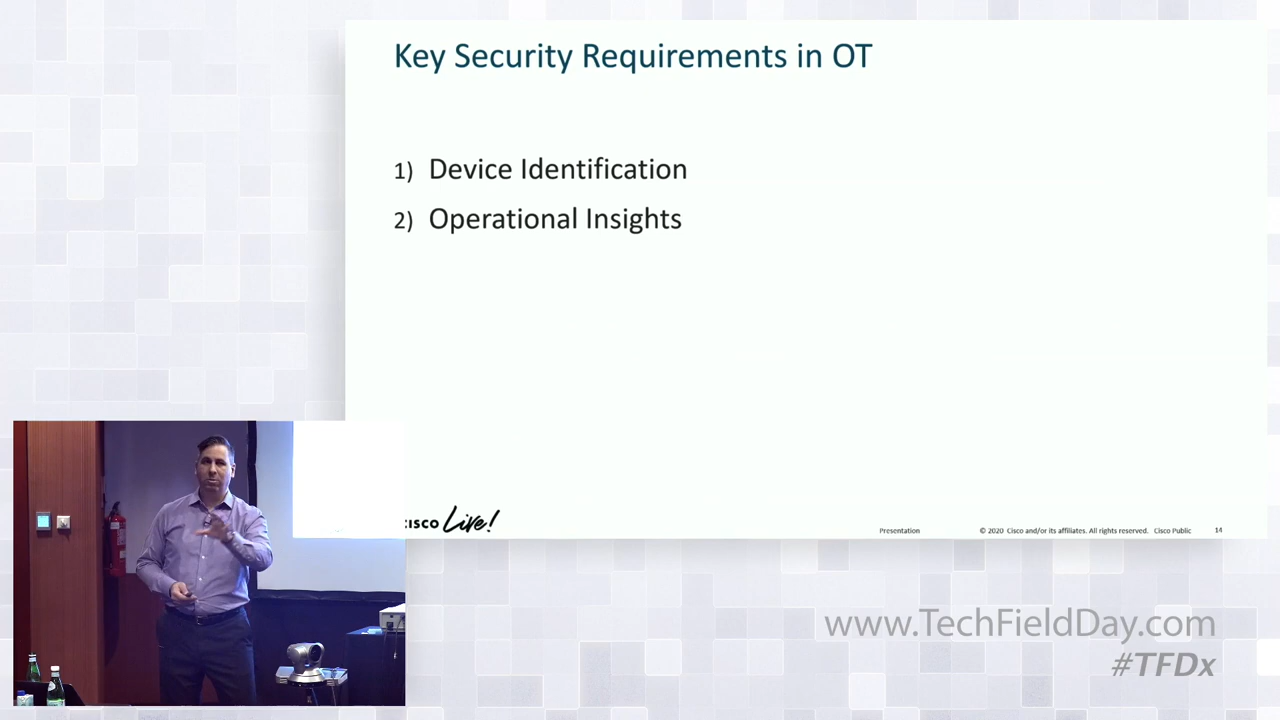 Key Security Requirements in OT
1) Device Identification
2) Operational Insights
cisco Live!
Presentation
© 2020 Cisco and/or its affiliates. All rights reserved. Cisco Public
14
www.TechFieldDay.com
#TFDx